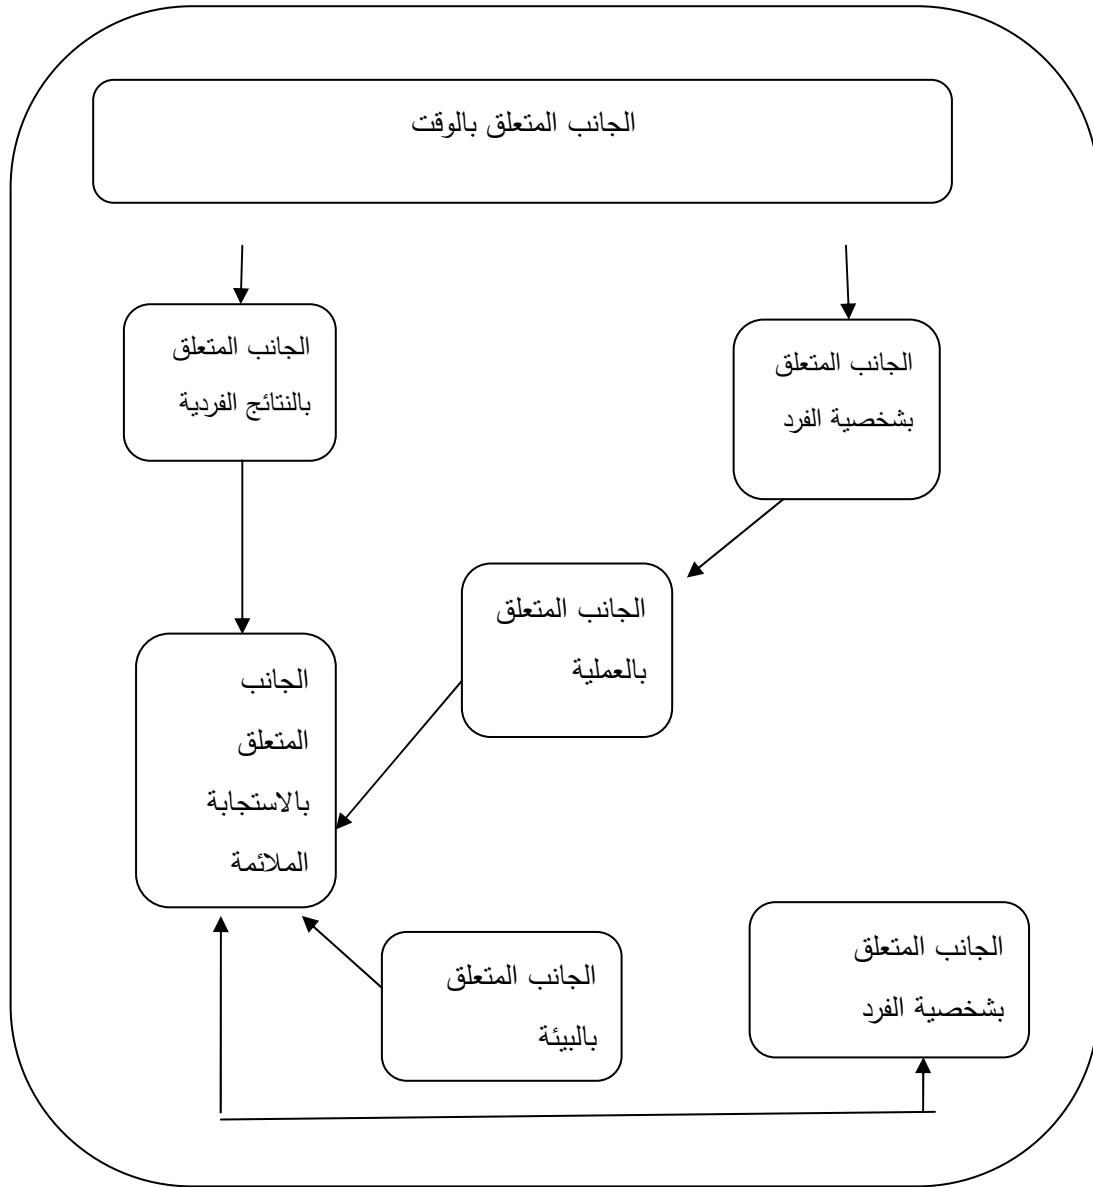 الجانب المتعلق بالوقت
الجانب المتعلق
بشخصية الفرد
الجانب المتعلق
بالنتائج الفردية
الجانب المتعلق
بالعملية
الجانب
المتعلق
بالاستجابة
الملائمة
الجانب المتعلق
بشخصية الفرد
الجانب المتعلق
بالبيئة